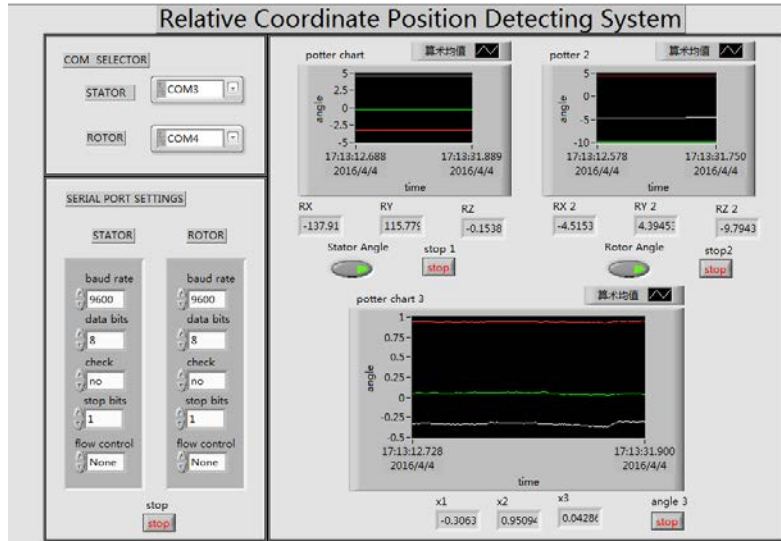 Relative Coordinate Position Detecting System
COM SELECTOR
STATOR
COM3
ROTOR
COM4
SERIAL PORT SETTINGS
STATOR
ROTOR
baud rate
baud rate
9600
9600
data bits
data bits
8
8
check
check
no
no
stop bits
stop bits
1
1
flow control
flow control
None
None
stop
stop
potter chart
算术均值
angle
5
2.5
0
-2.5
-5
17:13:12.688
17:13:31.889
2016/4/4
2016/4/4
time
RX
RY
RZ
-137.91
115.779
-0.1538
Stator Angle
stop 1
stop
potter 2
算术均值
angle
5
0
-5
-10
17:13:12.578
17:13:31.750
2016/4/4
2016/4/4
time
RX 2
RY 2
RZ 2
-4.5153
4.3945
-9.7943
Rotor Angle
stop2
stop
potter chart 3
算术均值
angle
1
0.75
0.5
0
-0.25
-0.5
17:13:12.728
17:13:31.900
2016/4/4
2016/4/4
time
x1
x2
x3
angle 3
-0.3063
0.95094
0.04286
stop